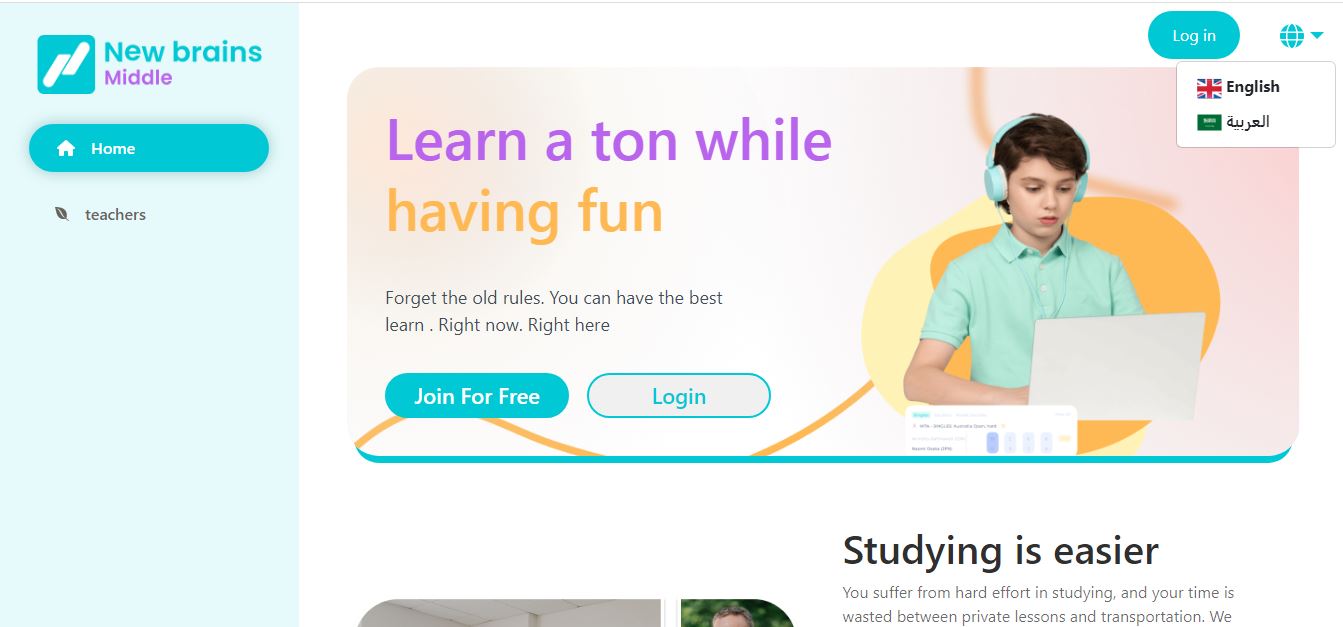 New brains
Middle
Home
teachers
Log in
English
العربية
Learn a ton while
having fun
Forget the old rules. You can have the best
learn . Right now. Right here
Join For Free
Login
Studying is easier
You suffer from hard effort in studying, and your time is
wasted between private lessons and transportation. We